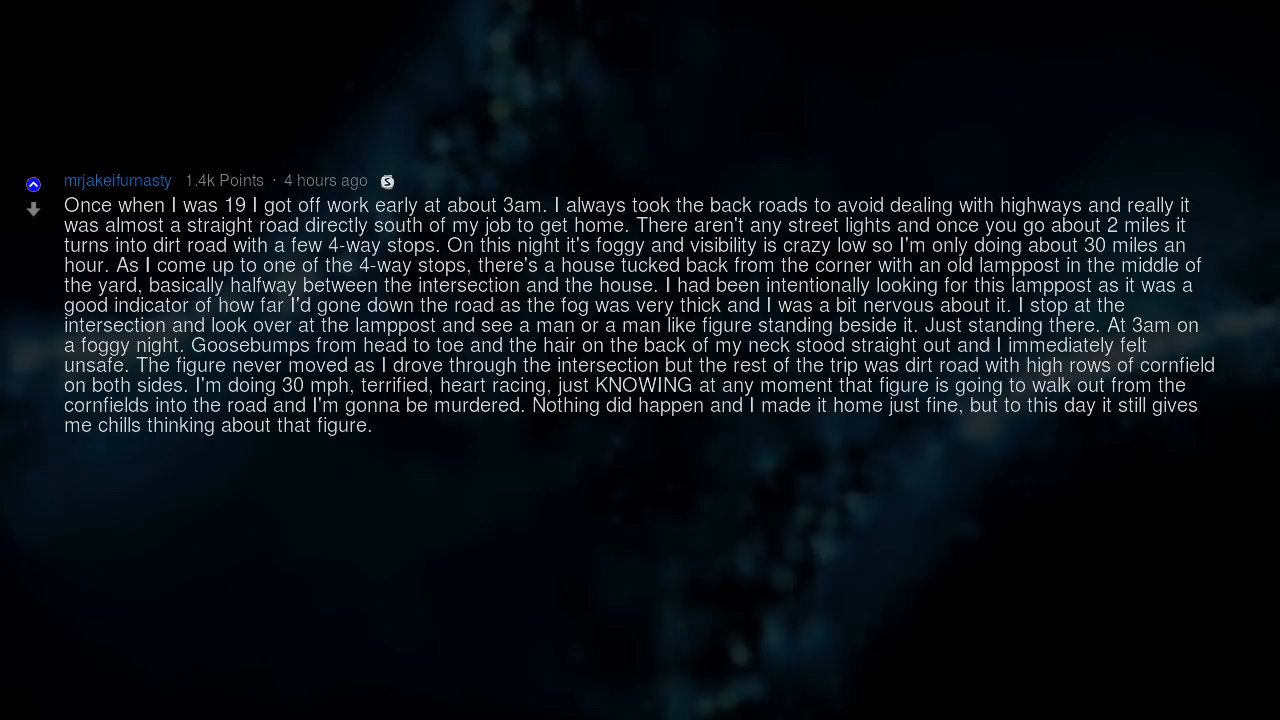 mrjakeifurnasty 1.4k Points · 4 hours ago S
Once when I was 19 I got off work early at about 3am. I always took the back roads to avoid dealing with highways and really it
was almost a straight road directly south of my job to get home. There aren't any street lights and once you go about 2 miles it
turns into dirt road with a few 4-way stops. On this night it's foggy and visibility is crazy low so I'm only doing about 30 miles an
hour. As I come up to one of the 4-way stops, there's a house tucked back from the corner with an old lamppost in the middle of
the yard, basically halfway between the intersection and the house. I had been intentionally looking for this lamppost as it was a
good indicator of how far I'd gone down the road as the fog was very thick and I was a bit nervous about it. I stop at the
intersection and look over at the lamppost and see a man or a man like figure standing beside it. Just standing there. At 3am on
a foggy night. Goosebumps from head to toe and the hair on the back of my neck stood straight out and I immediately felt
unsafe. The figure never moved as I drove through the intersection but the rest of the trip was dirt road with high rows of cornfield
on both sides. I'm doing 30 mph, terrified, heart racing, just KNOWING at any moment that figure is going to walk out from the
cornfields into the road and I'm gonna be murdered. Nothing did happen and I made it home just fine, but to this day it still gives
me chills thinking about that figure.